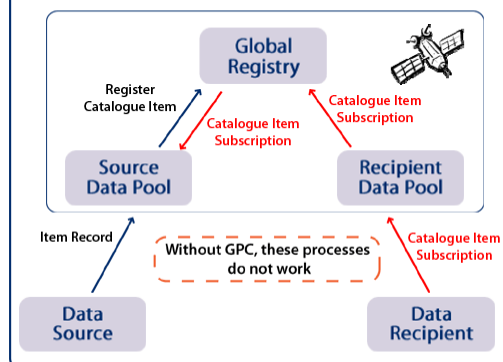 Global
Registry
Register
Catalogue Item
Catalogue Item
Subscription
Catalogue Item
Subscription
Source
Data Pool
Recipient
Data Pool
Item Record
Without GPC, these processes
do not work
Catalogue Item
Subscription
Data
Source
Data
Recipient